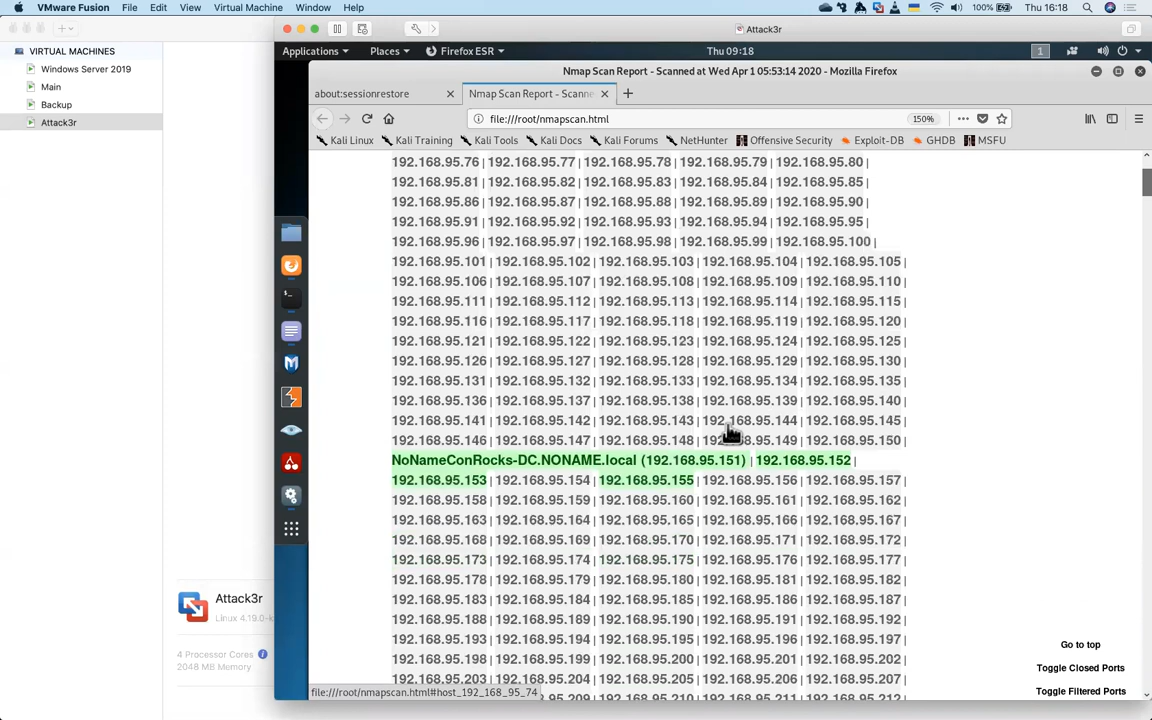 VMware Fusion File Edit View Virtual Machine Window Help 100% Thu 16:18
Attack3r
VIRTUAL MACHINES
Windows Server 2019
Main
Backup
Attack3r
Applications Places Firefox ESR Thu 09:18 1
Nmap Scan Report - Scanned at Wed Apr 1 05:53:14 2020 - Mozilla Firefox
about:sessionrestore Nmap Scan Report - Scanne
file:///root/nmapscan.html 150%
Kali Linux Kali Training Kali Tools Kali Docs Kali Forums NetHunter Offensive Security Exploit-DB GHDB MSFU
192.168.95.76 | 192.168.95.77 | 192.168.95.78 | 192.168.95.79 | 192.168.95.80 |
192.168.95.81 | 192.168.95.82 | 192.168.95.83 | 192.168.95.84 | 192.168.95.85 |
192.168.95.86 | 192.168.95.87 | 192.168.95.88 | 192.168.95.89 | 192.168.95.90 |
192.168.95.91 | 192.168.95.92 | 192.168.95.93 | 192.168.95.94 | 192.168.95.95 |
192.168.95.96 | 192.168.95.97 | 192.168.95.98 | 192.168.95.99 | 192.168.95.100 |
192.168.95.101 | 192.168.95.102 | 192.168.95.103 | 192.168.95.104 | 192.168.95.105 |
192.168.95.106 | 192.168.95.107 | 192.168.95.108 | 192.168.95.109 | 192.168.95.110 |
192.168.95.111 | 192.168.95.112 | 192.168.95.113 | 192.168.95.114 | 192.168.95.115 |
192.168.95.116 | 192.168.95.117 | 192.168.95.118 | 192.168.95.119 | 192.168.95.120 |
192.168.95.121 | 192.168.95.122 | 192.168.95.123 | 192.168.95.124 | 192.168.95.125 |
192.168.95.126 | 192.168.95.127 | 192.168.95.128 | 192.168.95.129 | 192.168.95.130 |
192.168.95.131 | 192.168.95.132 | 192.168.95.133 | 192.168.95.134 | 192.168.95.135 |
192.168.95.136 | 192.168.95.137 | 192.168.95.138 | 192.168.95.139 | 192.168.95.140 |
192.168.95.141 | 192.168.95.142 | 192.168.95.143 | 192.168.95.144 | 192.168.95.145 |
192.168.95.146 | 192.168.95.147 | 192.168.95.148 | 192.168.95.149 | 192.168.95.150 |
NoNameConRocks-DC.NONAME.local (192.168.95.151) | 192.168.95.152 |
192.168.95.153 | 192.168.95.154 | 192.168.95.155 | 192.168.95.156 | 192.168.95.157 |
192.168.95.158 | 192.168.95.159 | 192.168.95.160 | 192.168.95.161 | 192.168.95.162 |
192.168.95.163 | 192.168.95.164 | 192.168.95.165 | 192.168.95.166 | 192.168.95.167 |
192.168.95.168 | 192.168.95.169 | 192.168.95.170 | 192.168.95.171 | 192.168.95.172 |
192.168.95.173 | 192.168.95.174 | 192.168.95.175 | 192.168.95.176 | 192.168.95.177 |
192.168.95.178 | 192.168.95.179 | 192.168.95.180 | 192.168.95.181 | 192.168.95.182 |
192.168.95.183 | 192.168.95.184 | 192.168.95.185 | 192.168.95.186 | 192.168.95.187 |
192.168.95.188 | 192.168.95.189 | 192.168.95.190 | 192.168.95.191 | 192.168.95.192 |
192.168.95.193 | 192.168.95.194 | 192.168.95.195 | 192.168.95.196 | 192.168.95.197 |
192.168.95.198 | 192.168.95.199 | 192.168.95.200 | 192.168.95.201 | 192.168.95.202 |
192.168.95.203 | 192.168.95.204 | 192.168.95.205 | 192.168.95.206 | 192.168.95.207 |
.209 | 192.168.95.210 | 192.168.95.211 | 192.168.95.212 |
file:///root/nmapscan.html#host_192_168_95_74
Go to top
Toggle Closed Ports
Toggle Filtered Ports
Attack3r
Linux 4.19.0-k
4 Processor Cores
2048 MB Memory